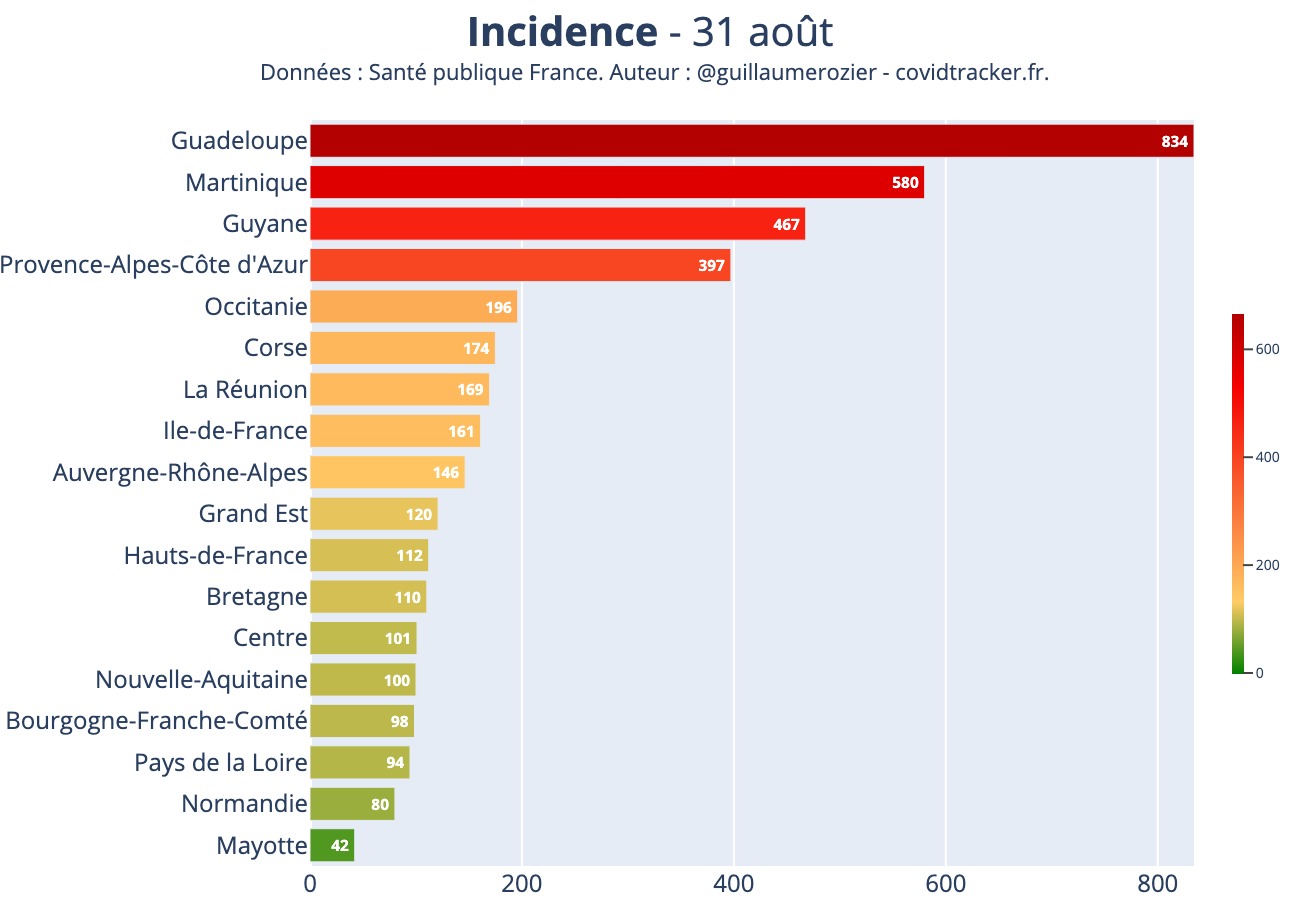 Incidence - 31 août
Données : Santé publique France. Auteur : @guillaumerozier - covidtracker.fr.
Guadeloupe 834
Martinique 580
Guyane 467
Provence-Alpes-Côte d'Azur 397
Occitanie 196
Corse 174
La Réunion 169
Ile-de-France 161
Auvergne-Rhône-Alpes 146
Grand Est 120
Hauts-de-France 112
Bretagne 110
Centre 101
Nouvelle-Aquitaine 100
Bourgogne-Franche-Comté 98
Pays de la Loire 94
Normandie 80
Mayotte 42
0 200 400 600 800
600
400
200
0